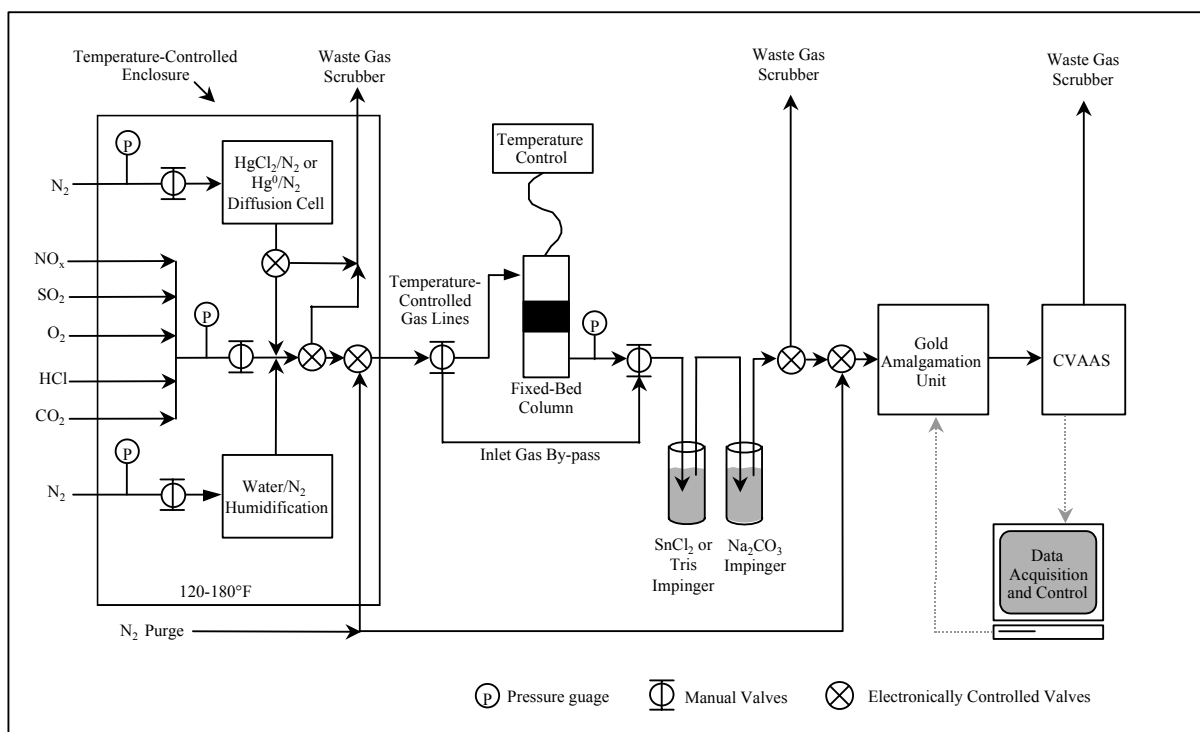 Temperature-Controlled
Enclosure
Waste Gas
Scrubber
Waste Gas
Scrubber
Waste Gas
Scrubber
P
N₂
HgCl₂/N₂ or
Hg⁰/N₂
Diffusion Cell
Temperature
Control
NOₓ
SO₂
O₂
HCl
CO₂
P
Temperature-
Controlled
Gas Lines
P
Fixed-Bed
Column
Gold
Amalgamation
Unit
CVAAS
Inlet Gas By-pass
P
N₂
Water/N₂
Humidification
SnCl₂ or
Tris
Impinger
Na₂CO₃
Impinger
Data
Acquisition
and Control
120-180°F
N₂ Purge
P Pressure guage
Manual Valves
Electronically Controlled Valves